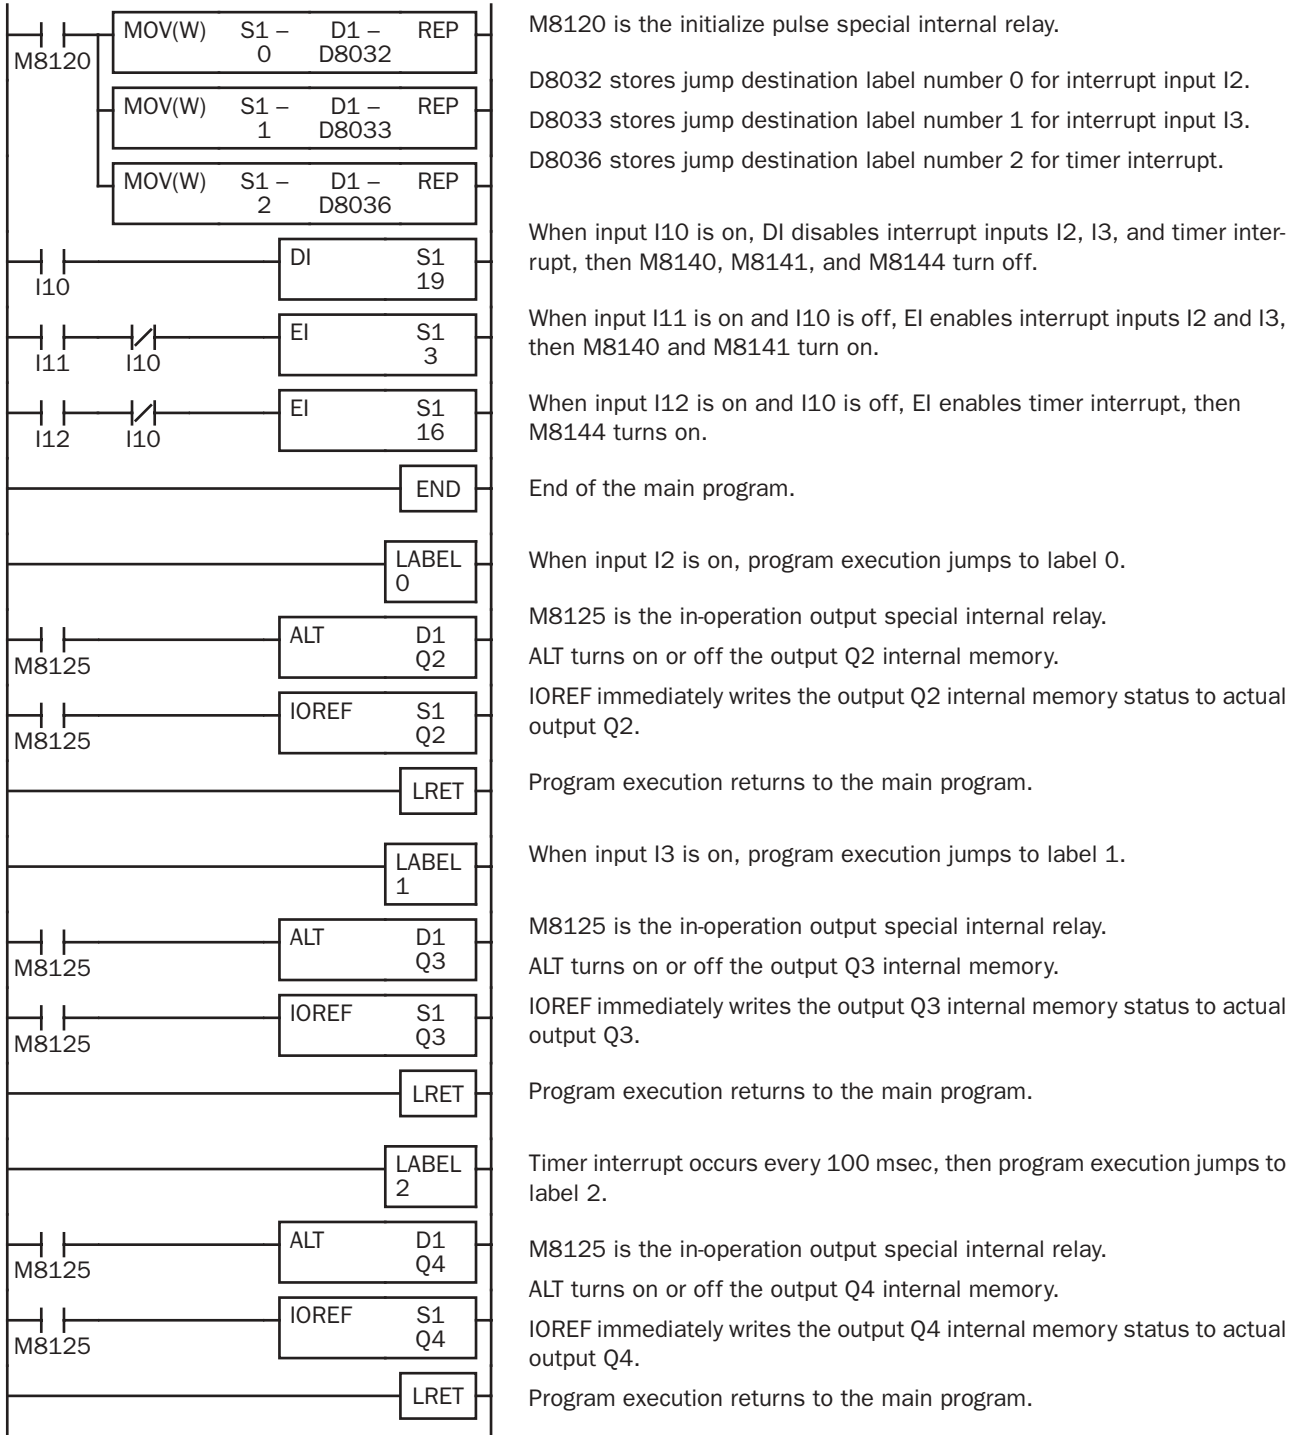 MOV(W) S1 – D1 – REP
0 D8032
M8120
M8120 is the initialize pulse special internal relay.
D8032 stores jump destination label number 0 for interrupt input I2.
MOV(W) S1 – D1 – REP
1 D8033
D8033 stores jump destination label number 1 for interrupt input I3.
D8036 stores jump destination label number 2 for timer interrupt.
MOV(W) S1 – D1 – REP
2 D8036
DI S1
19
I10
When input I10 is on, DI disables interrupt inputs I2, I3, and timer inter-
rupt, then M8140, M8141, and M8144 turn off.
EI S1
3
I11 I10
When input I11 is on and I10 is off, EI enables interrupt inputs I2 and I3,
then M8140 and M8141 turn on.
EI S1
16
I12 I10
When input I12 is on and I10 is off, EI enables timer interrupt, then
M8144 turns on.
END
End of the main program.
LABEL
0
When input I2 is on, program execution jumps to label 0.
M8125 is the in-operation output special internal relay.
ALT D1
Q2
M8125
ALT turns on or off the output Q2 internal memory.
IOREF S1
Q2
M8125
IOREF immediately writes the output Q2 internal memory status to actual
output Q2.
LRET
Program execution returns to the main program.
LABEL
1
When input I3 is on, program execution jumps to label 1.
M8125 is the in-operation output special internal relay.
ALT D1
Q3
M8125
ALT turns on or off the output Q3 internal memory.
IOREF S1
Q3
M8125
IOREF immediately writes the output Q3 internal memory status to actual
output Q3.
LRET
Program execution returns to the main program.
LABEL
2
Timer interrupt occurs every 100 msec, then program execution jumps to
label 2.
ALT D1
Q4
M8125
M8125 is the in-operation output special internal relay.
ALT turns on or off the output Q4 internal memory.
IOREF S1
Q4
M8125
IOREF immediately writes the output Q4 internal memory status to actual
output Q4.
LRET
Program execution returns to the main program.